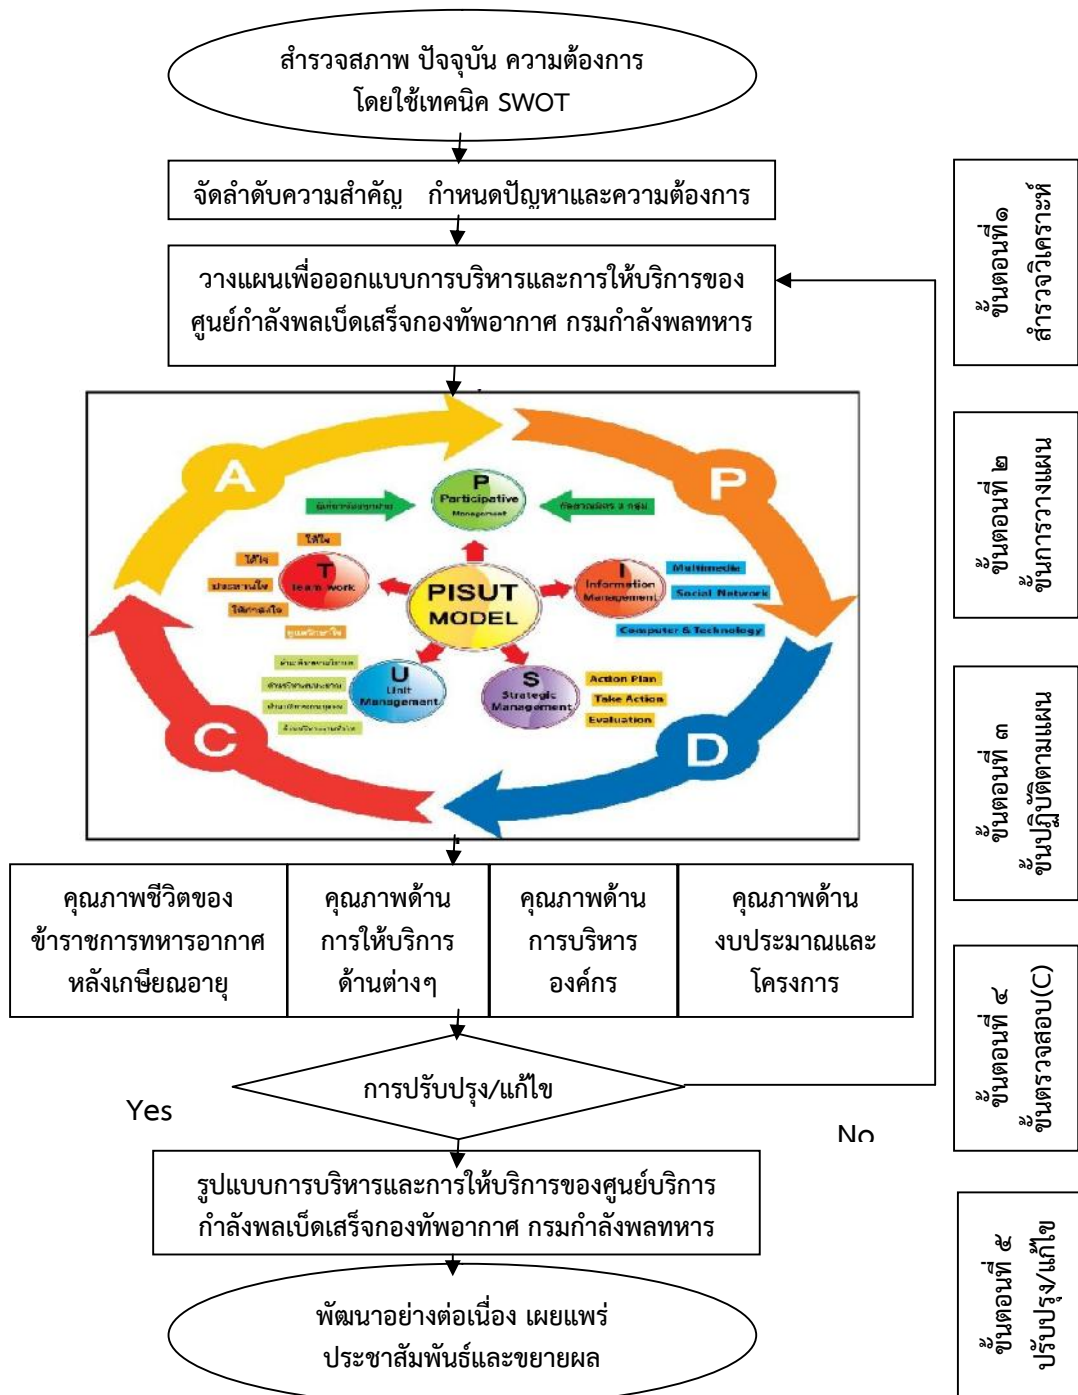 สำรวจสภาพ ปัจจุบัน ความต้องการ
โดยใช้เทคนิค SWOT
จัดลำดับความสำคัญ กำหนดปัญหาและความต้องการ
วางแผนเพื่อออกแบบการบริหารและการให้บริการของ
ศูนย์กำลังพลเบ็ดเสร็จกองทัพอากาศ กรมกำลังพลทหาร
A
P
P
Participative
Management
ให้ใจ
ให้ใจ
ประสานใจ
T
Team work
PISUT
MODEL
I
Information
Management
Multimedia
Social Network
Computer & Technology
U
Unit
Management
S
Strategic
Management
Action Plan
Take Action
Evaluation
C
D
คุณภาพชีวิตของ
ข้าราชการทหารอากาศ
หลังเกษียณอายุ
คุณภาพด้าน
การให้บริการ
ด้านต่างๆ
คุณภาพด้าน
การบริหาร
องค์กร
คุณภาพด้าน
งบประมาณและ
โครงการ
การปรับปรุง/แก้ไข
Yes
No
รูปแบบการบริหารและการให้บริการของศูนย์บริการ
กำลังพลเบ็ดเสร็จกองทัพอากาศ กรมกำลังพลทหาร
พัฒนาอย่างต่อเนื่อง เผยแพร่
ประชาสัมพันธ์และขยายผล
ขั้นตอนที่๑
สำรวจวิเคราะห์
ขั้นตอนที่ ๒
ขั้นการวางแผน
ขั้นตอนที่ ๓
ขั้นปฏิบัติตามแผน
ขั้นตอนที่ ๔
ขั้นตรวจสอบ(C)
ขั้นตอนที่ ๕
ปรับปรุง/แก้ไข